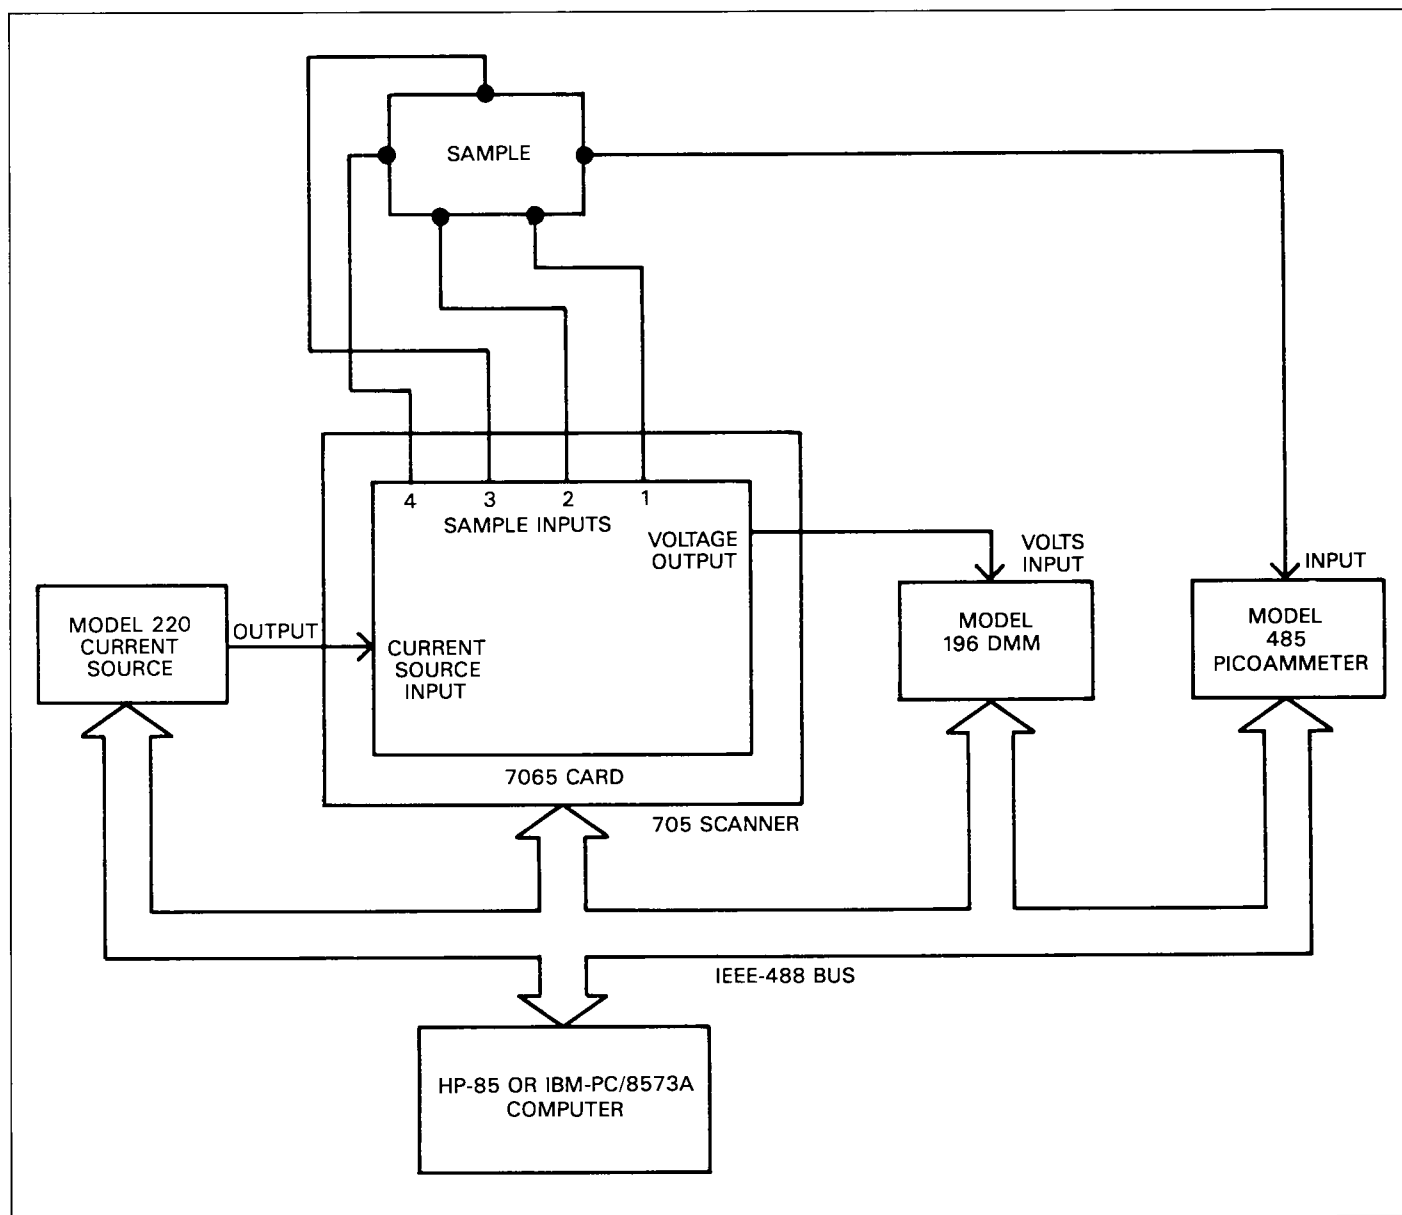 SAMPLE
4 3 2 1
SAMPLE INPUTS
VOLTAGE
OUTPUT
VOLTS
INPUT
INPUT
MODEL 220
CURRENT
SOURCE
OUTPUT
CURRENT
SOURCE
INPUT
MODEL
196 DMM
MODEL
485
PICOAMMETER
7065 CARD
705 SCANNER
IEEE-488 BUS
HP-85 OR IBM-PC/8573A
COMPUTER